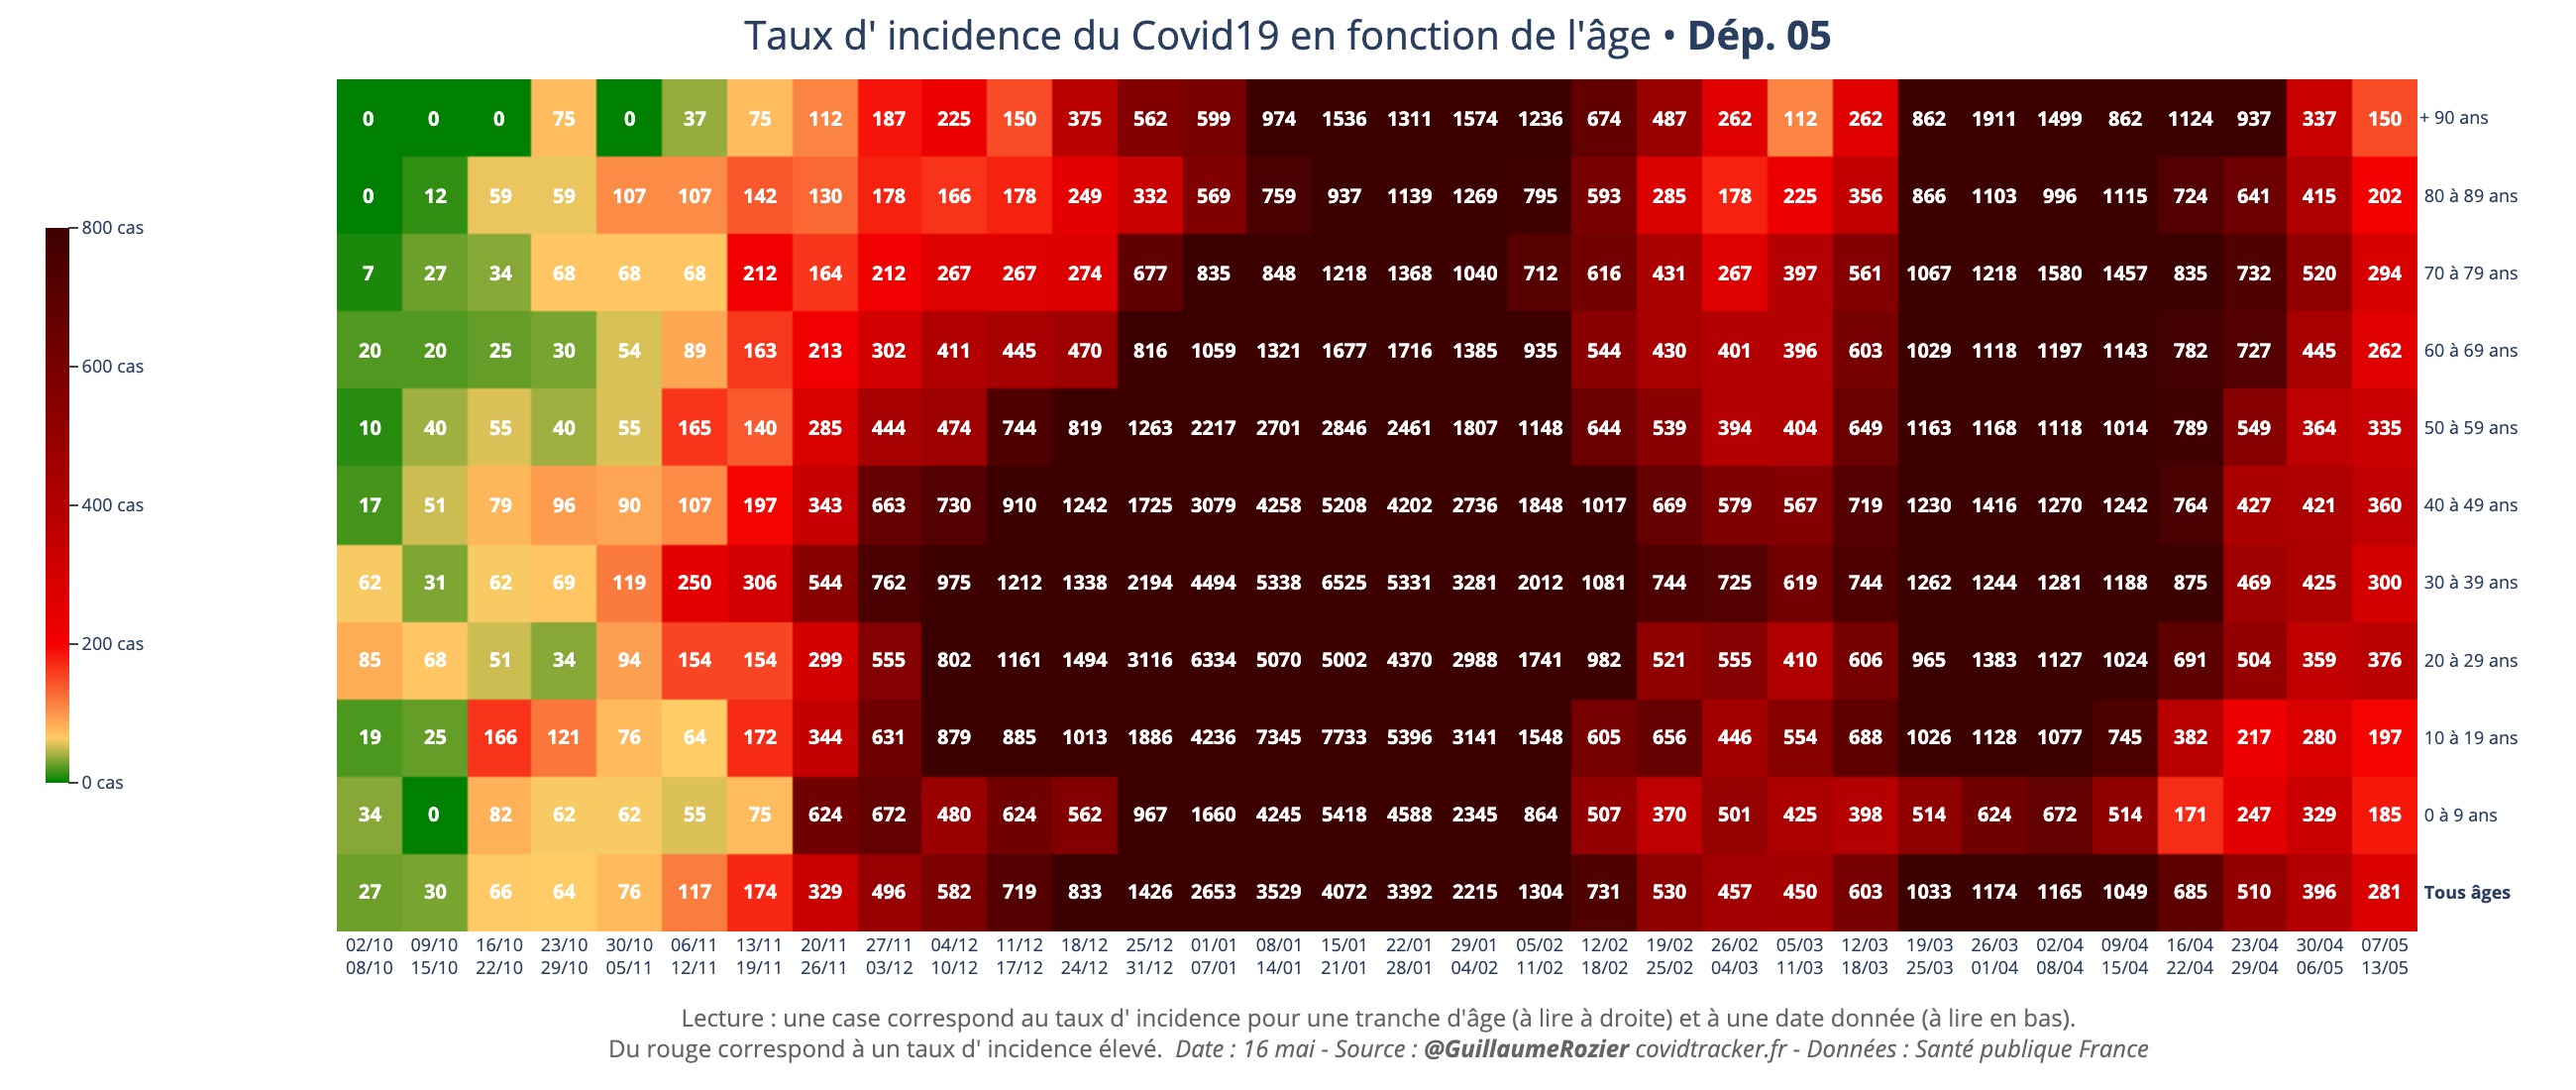 Taux d' incidence du Covid19 en fonction de l'âge • Dép. 05
0 0 0 75 0 37 75 112 187 225 150 375 562 599 974 1536 1311 1574 1236 674 487 262 112 262 862 1911 1499 862 1124 937 337 150 + 90 ans
0 12 59 59 107 107 142 130 178 166 178 249 332 569 759 937 1139 1269 795 593 285 178 225 356 866 1103 996 1115 724 641 415 202 80 à 89 ans
800 cas
7 27 34 68 68 68 212 164 212 267 267 274 677 835 848 1218 1368 1040 712 616 431 267 397 561 1067 1218 1580 1457 835 732 520 294 70 à 79 ans
20 20 25 30 54 89 163 213 302 411 445 470 816 1059 1321 1677 1716 1385 935 544 430 401 396 603 1029 1118 1197 1143 782 727 445 262 60 à 69 ans
600 cas
10 40 55 40 55 165 140 285 444 474 744 819 1263 2217 2701 2846 2461 1807 1148 644 539 394 404 649 1163 1168 1118 1014 789 549 364 335 50 à 59 ans
400 cas
17 51 79 96 90 107 197 343 663 730 910 1242 1725 3079 4258 5208 4202 2736 1848 1017 669 579 567 719 1230 1416 1270 1242 764 427 421 360 40 à 49 ans
62 31 62 69 119 250 306 544 762 975 1212 1338 2194 4494 5338 6525 5331 3281 2012 1081 744 725 619 744 1262 1244 1281 1188 875 469 425 300 30 à 39 ans
200 cas
85 68 51 34 94 154 154 299 555 802 1161 1494 3116 6334 5070 5002 4370 2988 1741 982 521 555 410 606 965 1383 1127 1024 691 504 359 376 20 à 29 ans
19 25 166 121 76 64 172 344 631 879 885 1013 1886 4236 7345 7733 5396 3141 1548 605 656 446 554 688 1026 1128 1077 745 382 217 280 197 10 à 19 ans
0 cas
34 0 82 62 62 55 75 624 672 480 624 562 967 1660 4245 5418 4588 2345 864 507 370 501 425 398 514 624 672 514 171 247 329 185 0 à 9 ans
27 30 66 64 76 117 174 329 496 582 719 833 1426 2653 3529 4072 3392 2215 1304 731 530 457 450 603 1033 1174 1165 1049 685 510 396 281 Tous âges
02/10 09/10 16/10 23/10 30/10 06/11 13/11 20/11 27/11 04/12 11/12 18/12 25/12 01/01 08/01 15/01 22/01 29/01 05/02 12/02 19/02 26/02 05/03 12/03 19/03 26/03 02/04 09/04 16/04 23/04 30/04 07/05
08/10 15/10 22/10 29/10 05/11 12/11 19/11 26/11 03/12 10/12 17/12 24/12 31/12 07/01 14/01 21/01 28/01 04/02 11/02 18/02 25/02 04/03 11/03 18/03 25/03 01/04 08/04 15/04 22/04 29/04 06/05 13/05
Lecture : une case correspond au taux d' incidence pour une tranche d'âge (à lire à droite) et à une date donnée (à lire en bas).
Du rouge correspond à un taux d' incidence élevé. Date : 16 mai - Source : @GuillaumeRozier covidtracker.fr - Données : Santé publique France